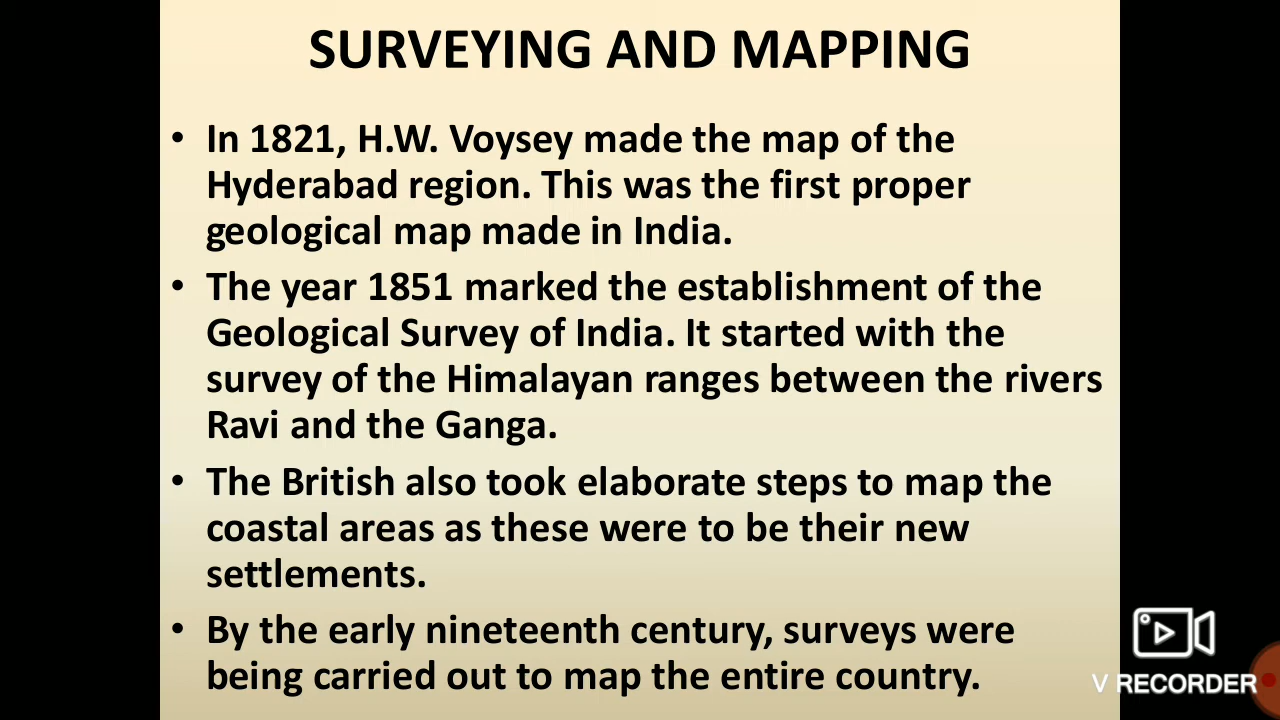 SURVEYING AND MAPPING
• In 1821, H.W. Voysey made the map of the
Hyderabad region. This was the first proper
geological map made in India.
• The year 1851 marked the establishment of the
Geological Survey of India. It started with the
survey of the Himalayan ranges between the rivers
Ravi and the Ganga.
• The British also took elaborate steps to map the
coastal areas as these were to be their new
settlements.
• By the early nineteenth century, surveys were
being carried out to map the entire country.
V RECORDER